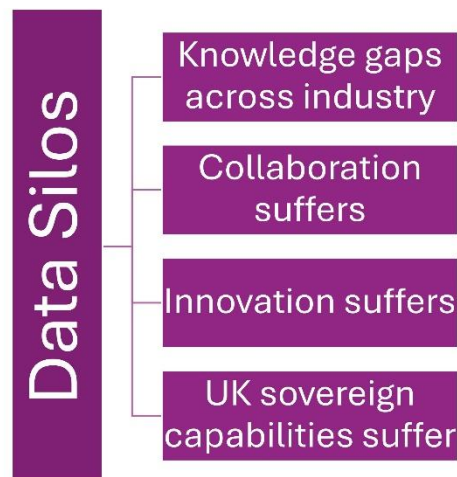 Data Silos
Knowledge gaps
across industry
Collaboration
suffers
Innovation suffers
UK sovereign
capabilities suffer